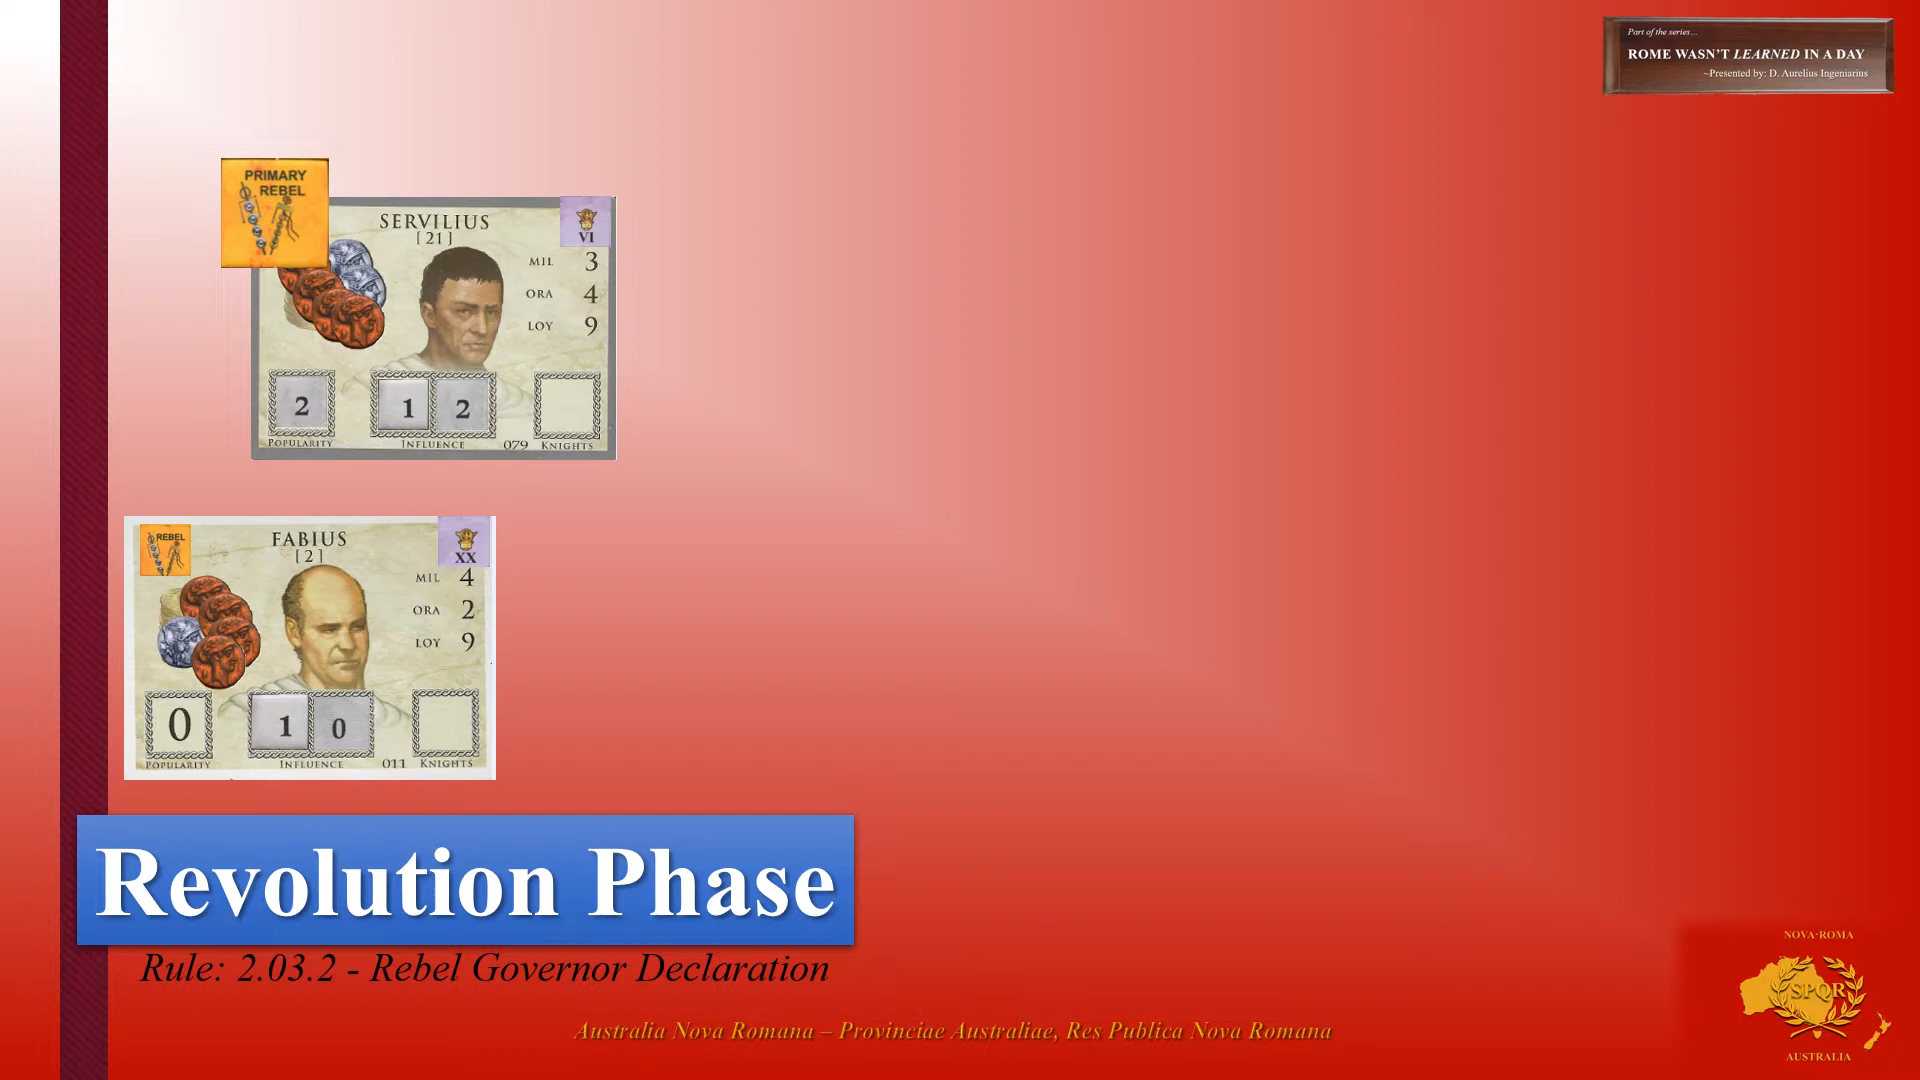 Part of the series...
ROME WASN'T LEARNED IN A DAY
~Presented by: D. Aurelius Ingeniarius
PRIMARY
REBEL
SERVILIUS
[21]
VI
MIL 3
ORA 4
LOY 9
2
1 2
POPULARITY INFLUENCE 079 KNIGHTS
REBEL
FABIUS
[2]
XX
MIL 4
ORA 2
LOY 9
0
1 0
POPULARITY INFLUENCE 011 KNIGHTS
Revolution Phase
Rule: 2.03.2 - Rebel Governor Declaration
Australia Nova Romana – Provinciae Australiae, Res Publica Nova Romana
NOVA·ROMA
SPQR
AUSTRALIA